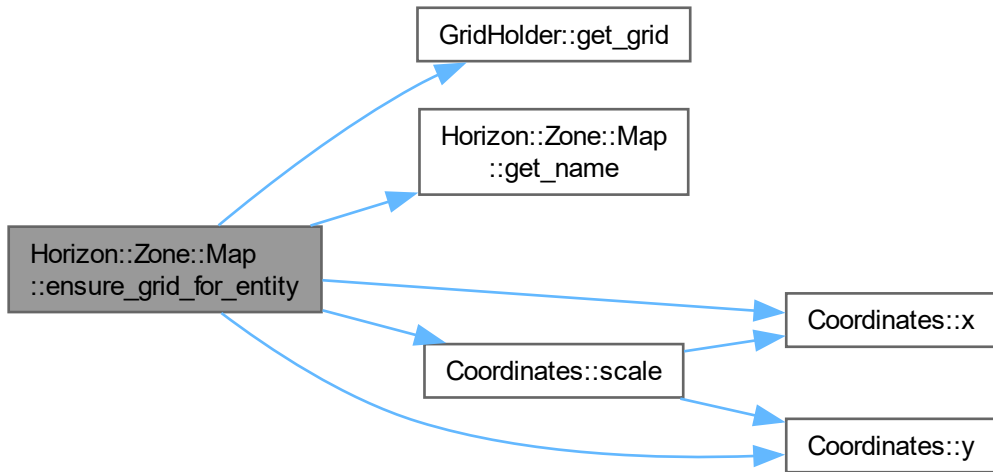 GridHolder::get_grid
Horizon::Zone::Map
::get_name
Horizon::Zone::Map
::ensure_grid_for_entity
Coordinates::x
Coordinates::scale
Coordinates::y